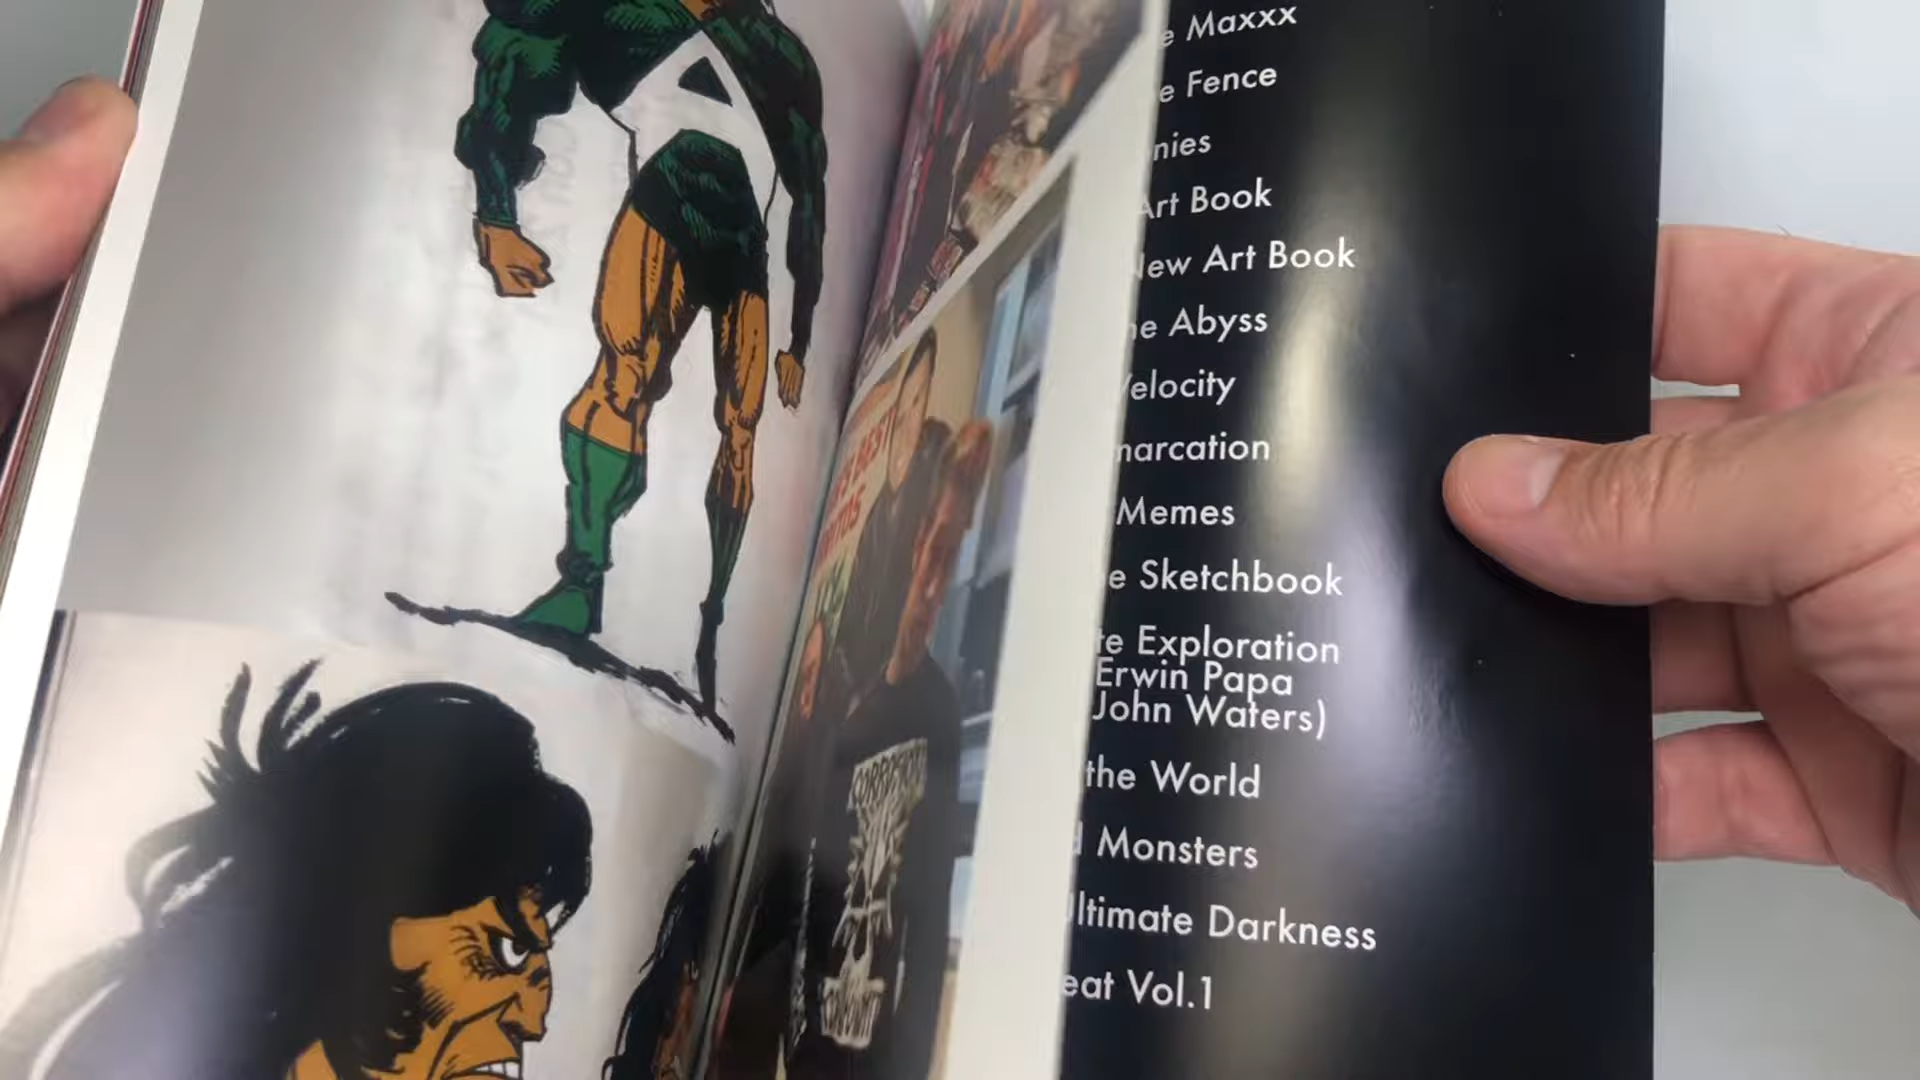 e Maxxx
e Fence
nies
Art Book
New Art Book
he Abyss
Velocity
marcation
Memes
e Sketchbook
te Exploration
Erwin Papa
John Waters)
the World
d Monsters
Ultimate Darkness
eat Vol.1
BEST